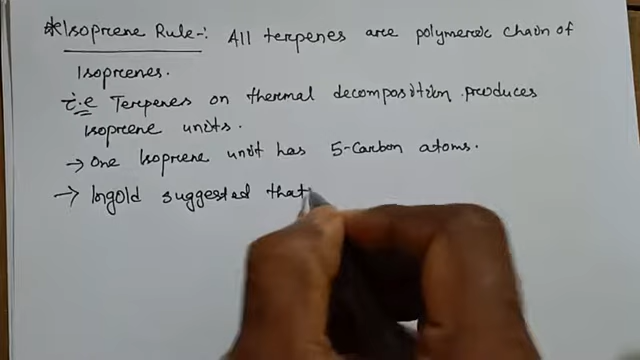 *Isoprene Rule-: All terpenes are polymeric chain of
Isoprenes.
i.e Terpenes on thermal decomposition produces
isoprene units.
→ One Isoprene unit has 5-Carbon atoms.
→ Ingold suggested that